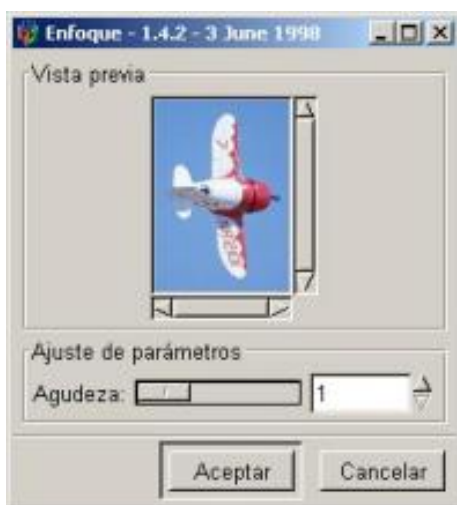 Enfoque - 1.4.2 - 3 June 1998
Vista previa
Ajuste de parámetros
Agudeza: 1
Aceptar Cancelar